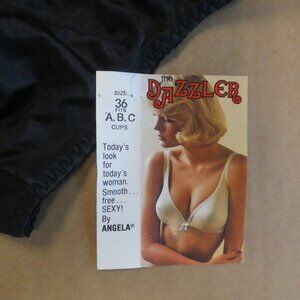 the
DAZZLER
SIZE
36
FITS
A, B, C
CUPS
Today's
look
for
today's
woman.
Smooth...
free...
SEXY!
By
ANGELA®